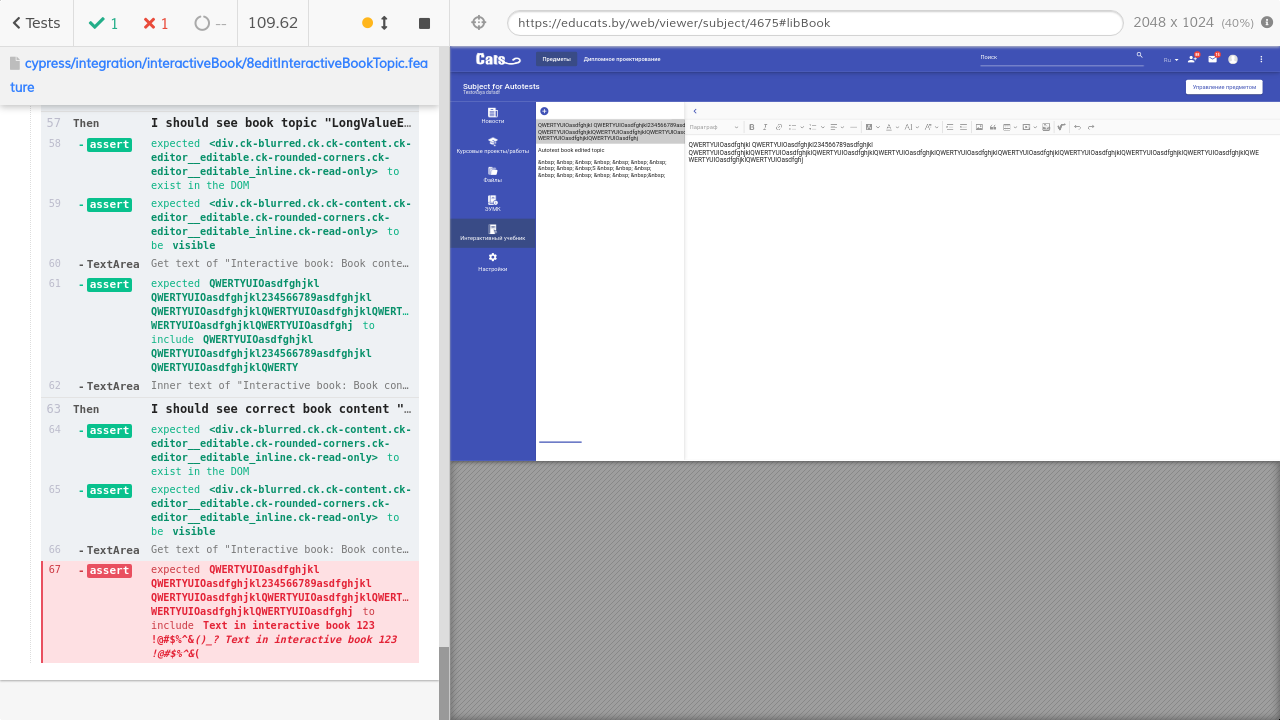 Tests
1
1
--
109.62
https://educats.by/web/viewer/subject/4675#libBook
2048 x 1024 (40%)
cypress/integration/interactiveBook/8editInteractiveBookTopic.fea
ture
57 Then I should see book topic "LongValueE…
58 - assert expected <div.ck-blurred.ck.ck-content.ck-
editor__editable.ck-rounded-corners.ck-
editor__editable_inline.ck-read-only> to
exist in the DOM
59 - assert expected <div.ck-blurred.ck.ck-content.ck-
editor__editable.ck-rounded-corners.ck-
editor__editable_inline.ck-read-only> to
be visible
60 - TextArea Get text of "Interactive book: Book conte…
61 - assert expected QWERTYUIOasdfghjkl
QWERTYUIOasdfghjkl234566789asdfghjkl
QWERTYUIOasdfghjklQWERTYUIOasdfghjklQWERT…
WERTYUIOasdfghjklQWERTYUIOasdfghj to
include QWERTYUIOasdfghjkl
QWERTYUIOasdfghjkl234566789asdfghjkl
QWERTYUIOasdfghjklQWERTY
62 - TextArea Inner text of "Interactive book: Book con…
63 Then I should see correct book content "…
64 - assert expected <div.ck-blurred.ck.ck-content.ck-
editor__editable.ck-rounded-corners.ck-
editor__editable_inline.ck-read-only> to
exist in the DOM
65 - assert expected <div.ck-blurred.ck.ck-content.ck-
editor__editable.ck-rounded-corners.ck-
editor__editable_inline.ck-read-only> to
be visible
66 - TextArea Get text of "Interactive book: Book conte…
67 - assert expected QWERTYUIOasdfghjkl
QWERTYUIOasdfghjkl234566789asdfghjkl
QWERTYUIOasdfghjklQWERTYUIOasdfghjklQWERT…
WERTYUIOasdfghjklQWERTYUIOasdfghj to
include Text in interactive book 123
!@#$%^&()_? Text in interactive book 123
!@#$%^&(
Cats
Предметы
Дипломное проектирование
Поиск
Ru
Subject for Autotests
Управление предметом
Новости
Курсовые проекты/работы
Файлы
ЭУМК
Интерактивный учебник
Настройки
QWERTYUIOasdfghjkl QWERTYUIOasdfghjkl234566789asd
QWERTYUIOasdfghjklQWERTYUIOasdfghjklQWERTYUIOasd
WERTYUIOasdfghjklQWERTYUIOasdfghj
Autotest book edited topic
&nbsp; &nbsp; &nbsp; &nbsp; &nbsp; &nbsp; &nbsp;
&nbsp; &nbsp; &nbsp;S &nbsp; &nbsp; &nbsp;
&nbsp; &nbsp; &nbsp; &nbsp; &nbsp; &nbsp;&nbsp;
Параграф
B I
QWERTYUIOasdfghjkl QWERTYUIOasdfghjkl234566789asdfghjkl
QWERTYUIOasdfghjklQWERTYUIOasdfghjklQWERTYUIOasdfghjklQWERTYUIOasdfghjklQWERTYUIOasdfghjklQWERTYUIOasdfghjklQWERTYUIOasdfghjklQWERTYUIOasdfghjklQWE
WERTYUIOasdfghjklQWERTYUIOasdfghj